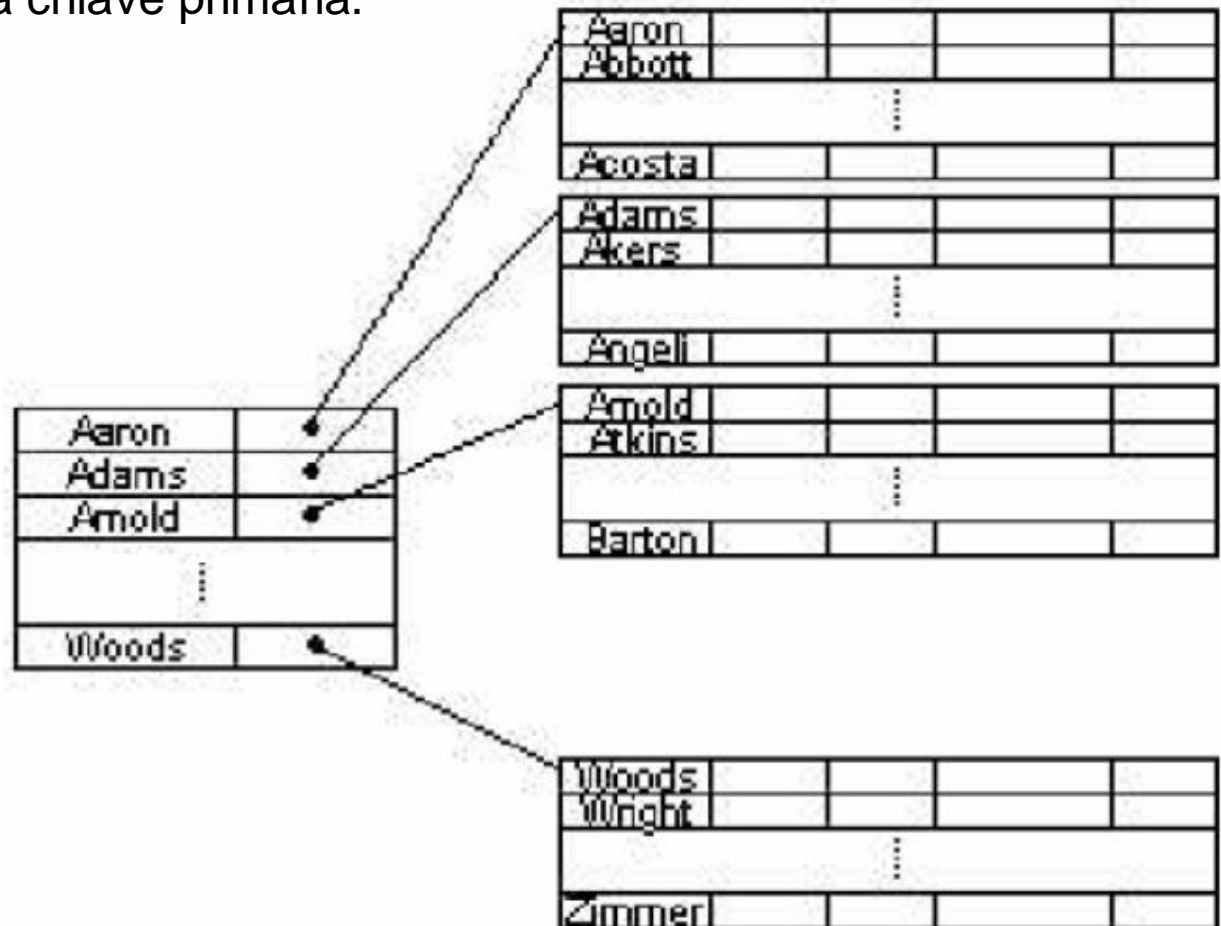 a chiave primaria.
Aaron
Abbott
Acosta
Adams
Akers
Angeli
Arnold
Atkins
Barton
Aaron
Adams
Arnold
Woods
Woods
Wright
Zimmer